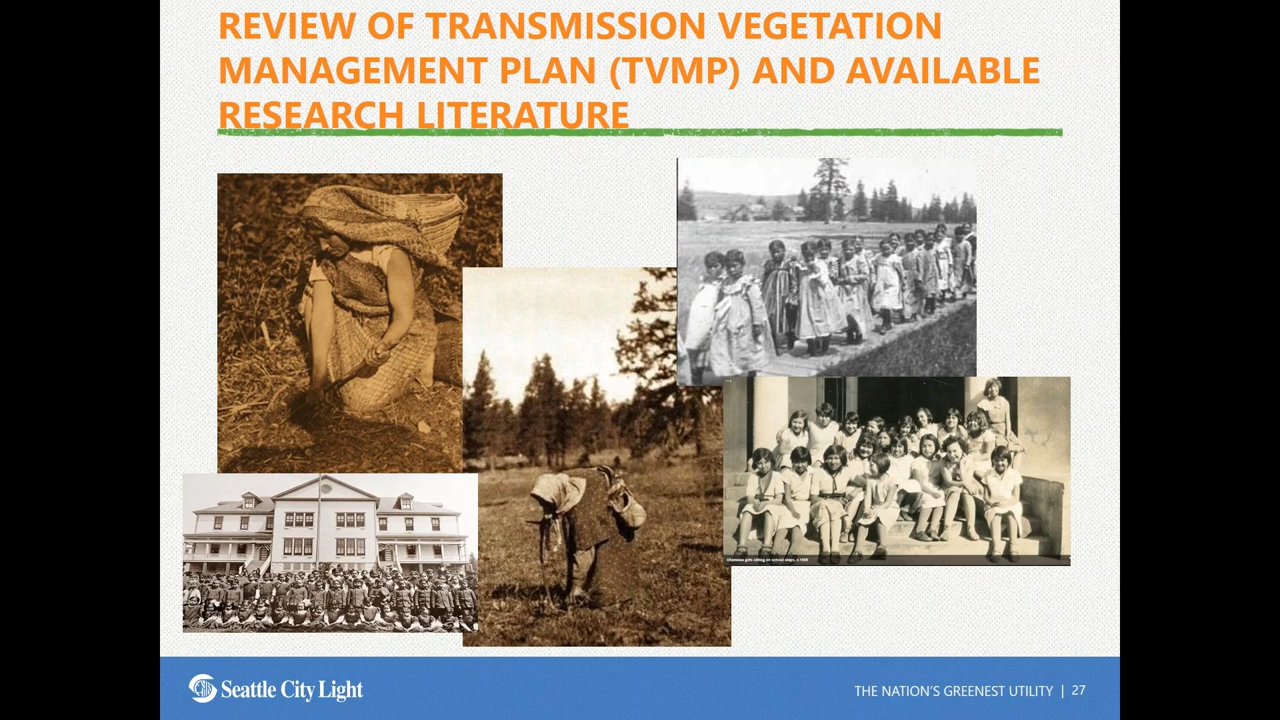 REVIEW OF TRANSMISSION VEGETATION
MANAGEMENT PLAN (TVMP) AND AVAILABLE
RESEARCH LITERATURE
Seattle City Light
THE NATION'S GREENEST UTILITY | 27